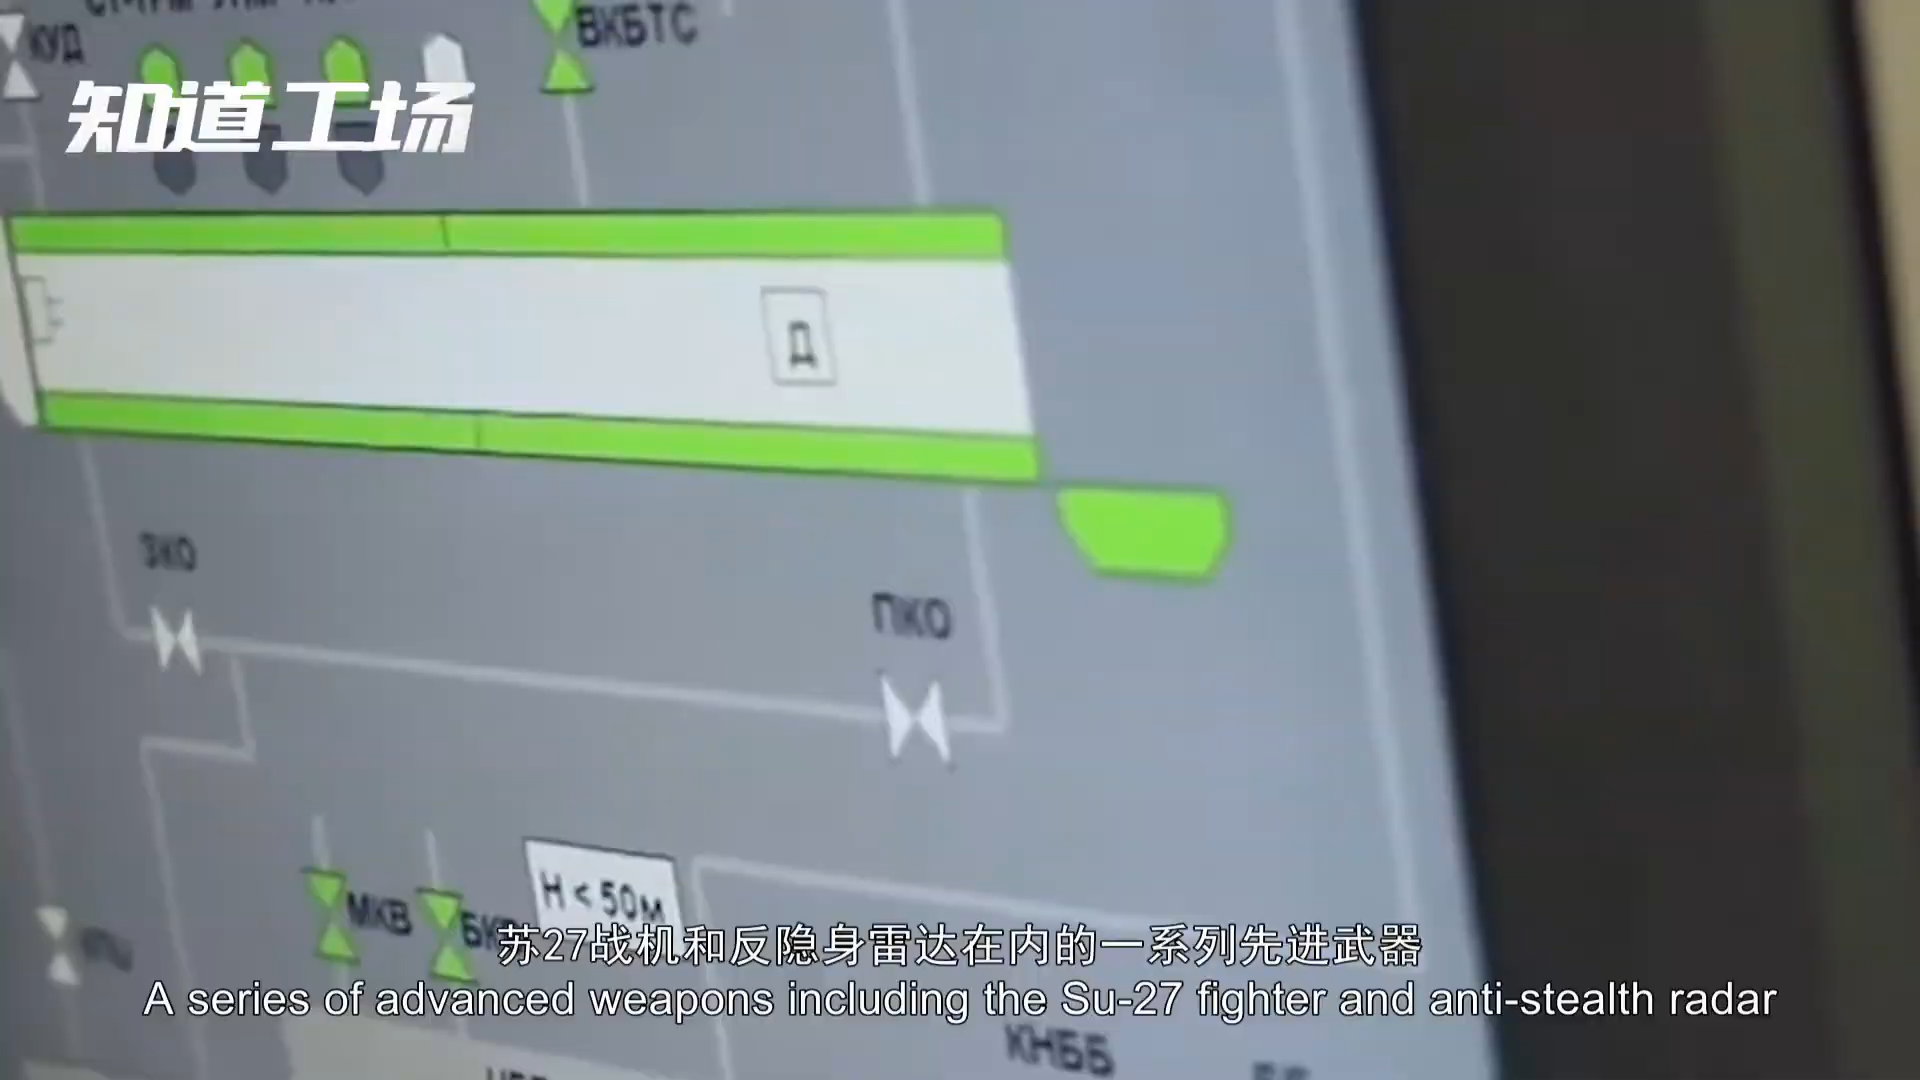 ВКБТС
КУД
知道工场
Д
ЗКО
ПКО
H < 50м
МКВ
苏27战机和反隐身雷达在内的一系列先进武器
A series of advanced weapons including the Su-27 fighter and anti-stealth radar
КНББ